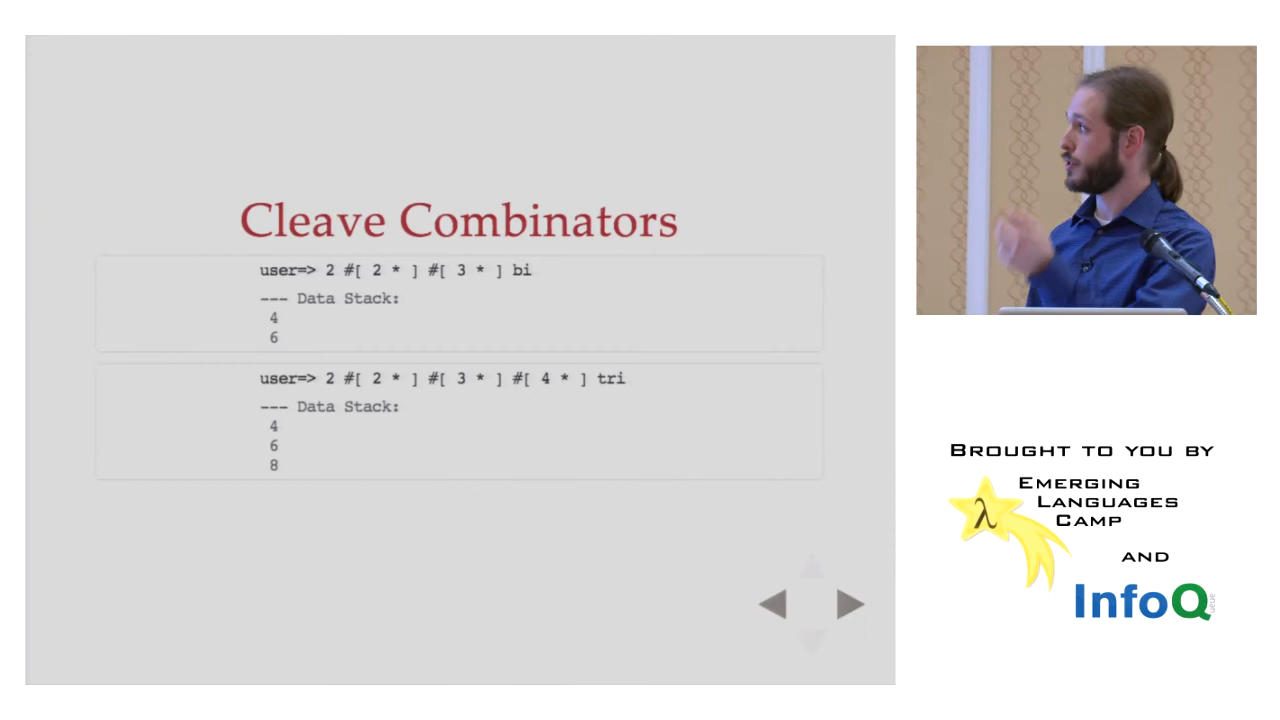 Cleave Combinators
user=> 2 #[ 2 * ] #[ 3 * ] bi
--- Data Stack:
4
6
user=> 2 #[ 2 * ] #[ 3 * ] #[ 4 * ] tri
--- Data Stack:
4
6
8
BROUGHT TO YOU BY
λ
EMERGING
LANGUAGES
CAMP
AND
InfoQ
ueue